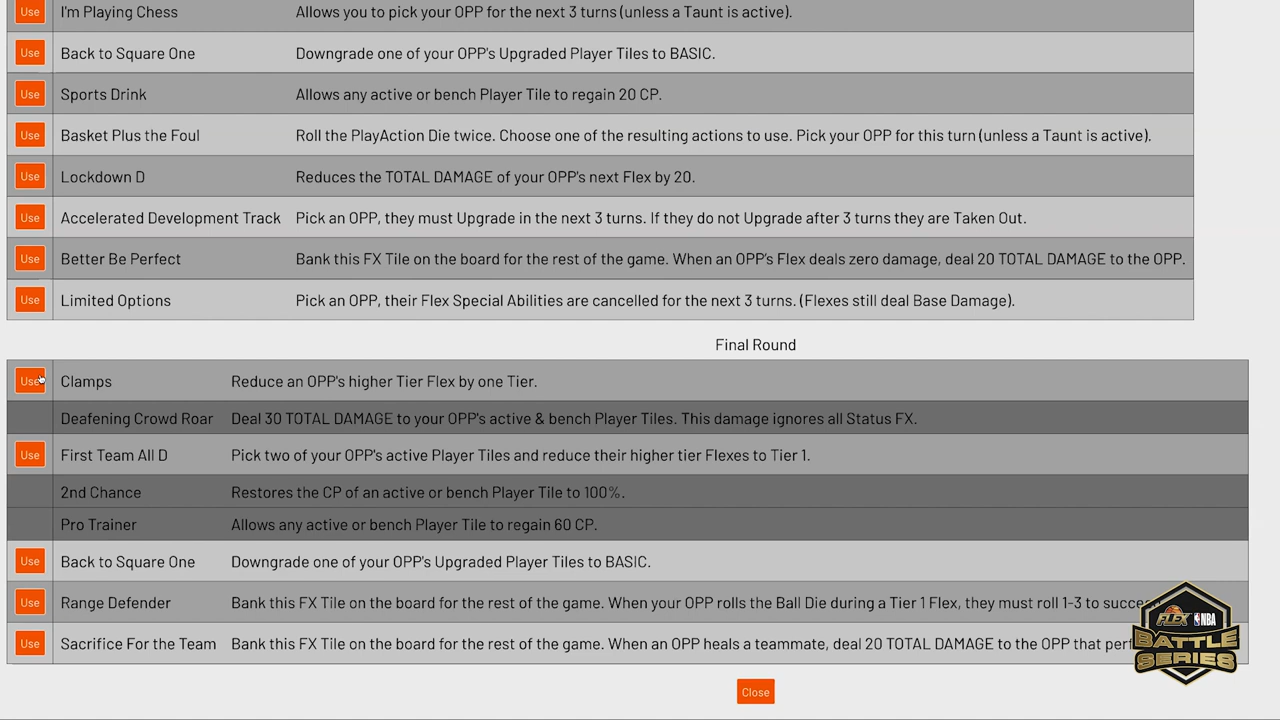 Use I'm Playing Chess Allows you to pick your OPP for the next 3 turns (unless a Taunt is active).
Use Back to Square One Downgrade one of your OPP's Upgraded Player Tiles to BASIC.
Use Sports Drink Allows any active or bench Player Tile to regain 20 CP.
Use Basket Plus the Foul Roll the PlayAction Die twice. Choose one of the resulting actions to use. Pick your OPP for this turn (unless a Taunt is active).
Use Lockdown D Reduces the TOTAL DAMAGE of your OPP's next Flex by 20.
Use Accelerated Development Track Pick an OPP, they must Upgrade in the next 3 turns. If they do not Upgrade after 3 turns they are Taken Out.
Use Better Be Perfect Bank this FX Tile on the board for the rest of the game. When an OPP's Flex deals zero damage, deal 20 TOTAL DAMAGE to the OPP.
Use Limited Options Pick an OPP, their Flex Special Abilities are cancelled for the next 3 turns. (Flexes still deal Base Damage).
Final Round
Use Clamps Reduce an OPP's higher Tier Flex by one Tier.
Deafening Crowd Roar Deal 30 TOTAL DAMAGE to your OPP's active & bench Player Tiles. This damage ignores all Status FX.
Use First Team All D Pick two of your OPP's active Player Tiles and reduce their higher tier Flexes to Tier 1.
2nd Chance Restores the CP of an active or bench Player Tile to 100%.
Pro Trainer Allows any active or bench Player Tile to regain 60 CP.
Use Back to Square One Downgrade one of your OPP's Upgraded Player Tiles to BASIC.
Use Range Defender Bank this FX Tile on the board for the rest of the game. When your OPP rolls the Ball Die during a Tier 1 Flex, they must roll 1-3 to
Use Sacrifice For the Team Bank this FX Tile on the board for the rest of the game. When an OPP heals a teammate, deal 20 TOTAL DAMAGE to the OPP that
FLEX NBA
BATTLE
SERIES
Close